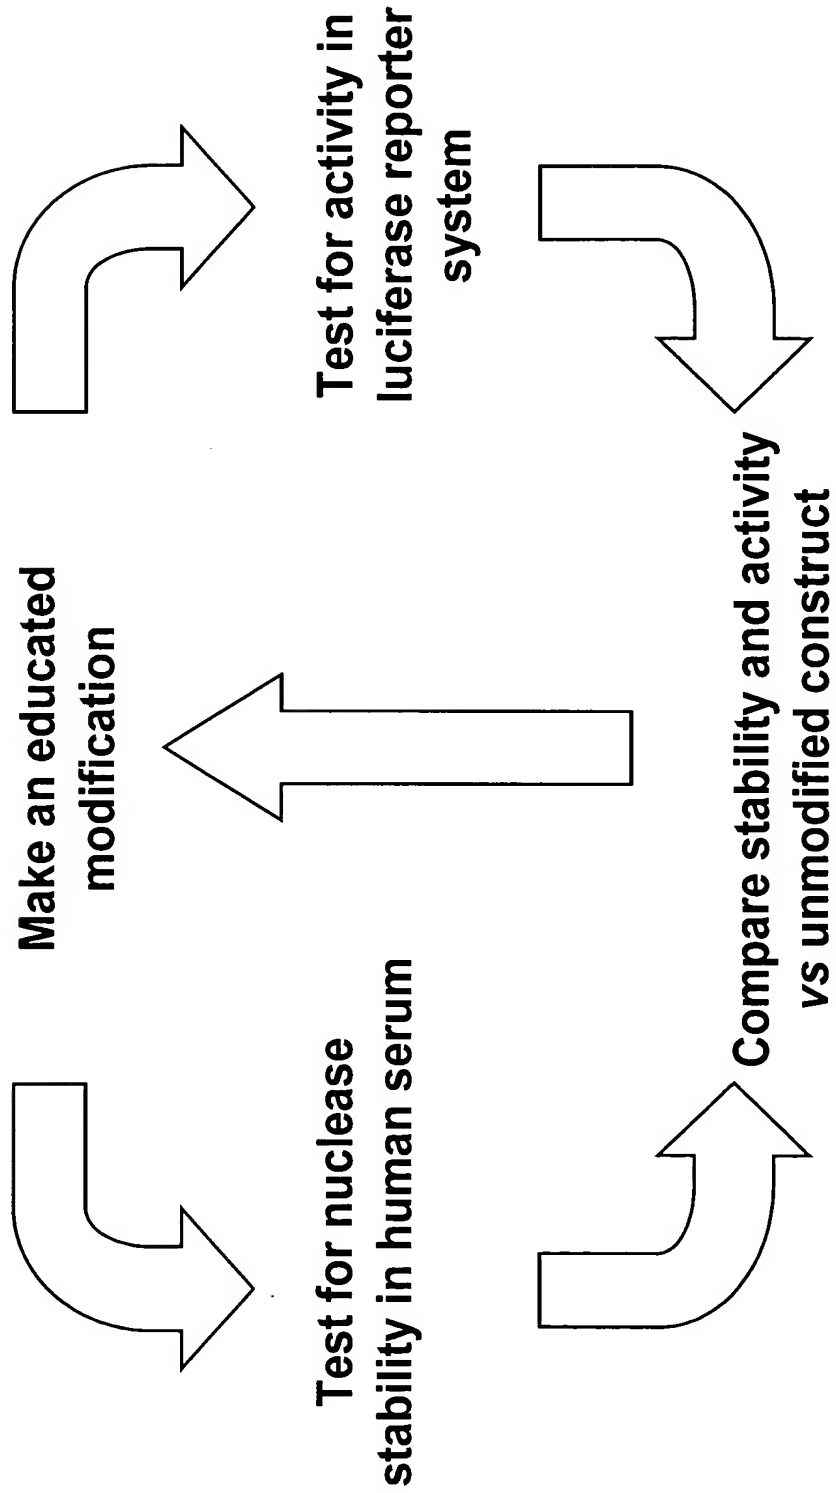 Make an educated
modification
Test for nuclease
stability in human serum
Test for activity in
luciferase reporter
system
Compare stability and activity
vs unmodified construct